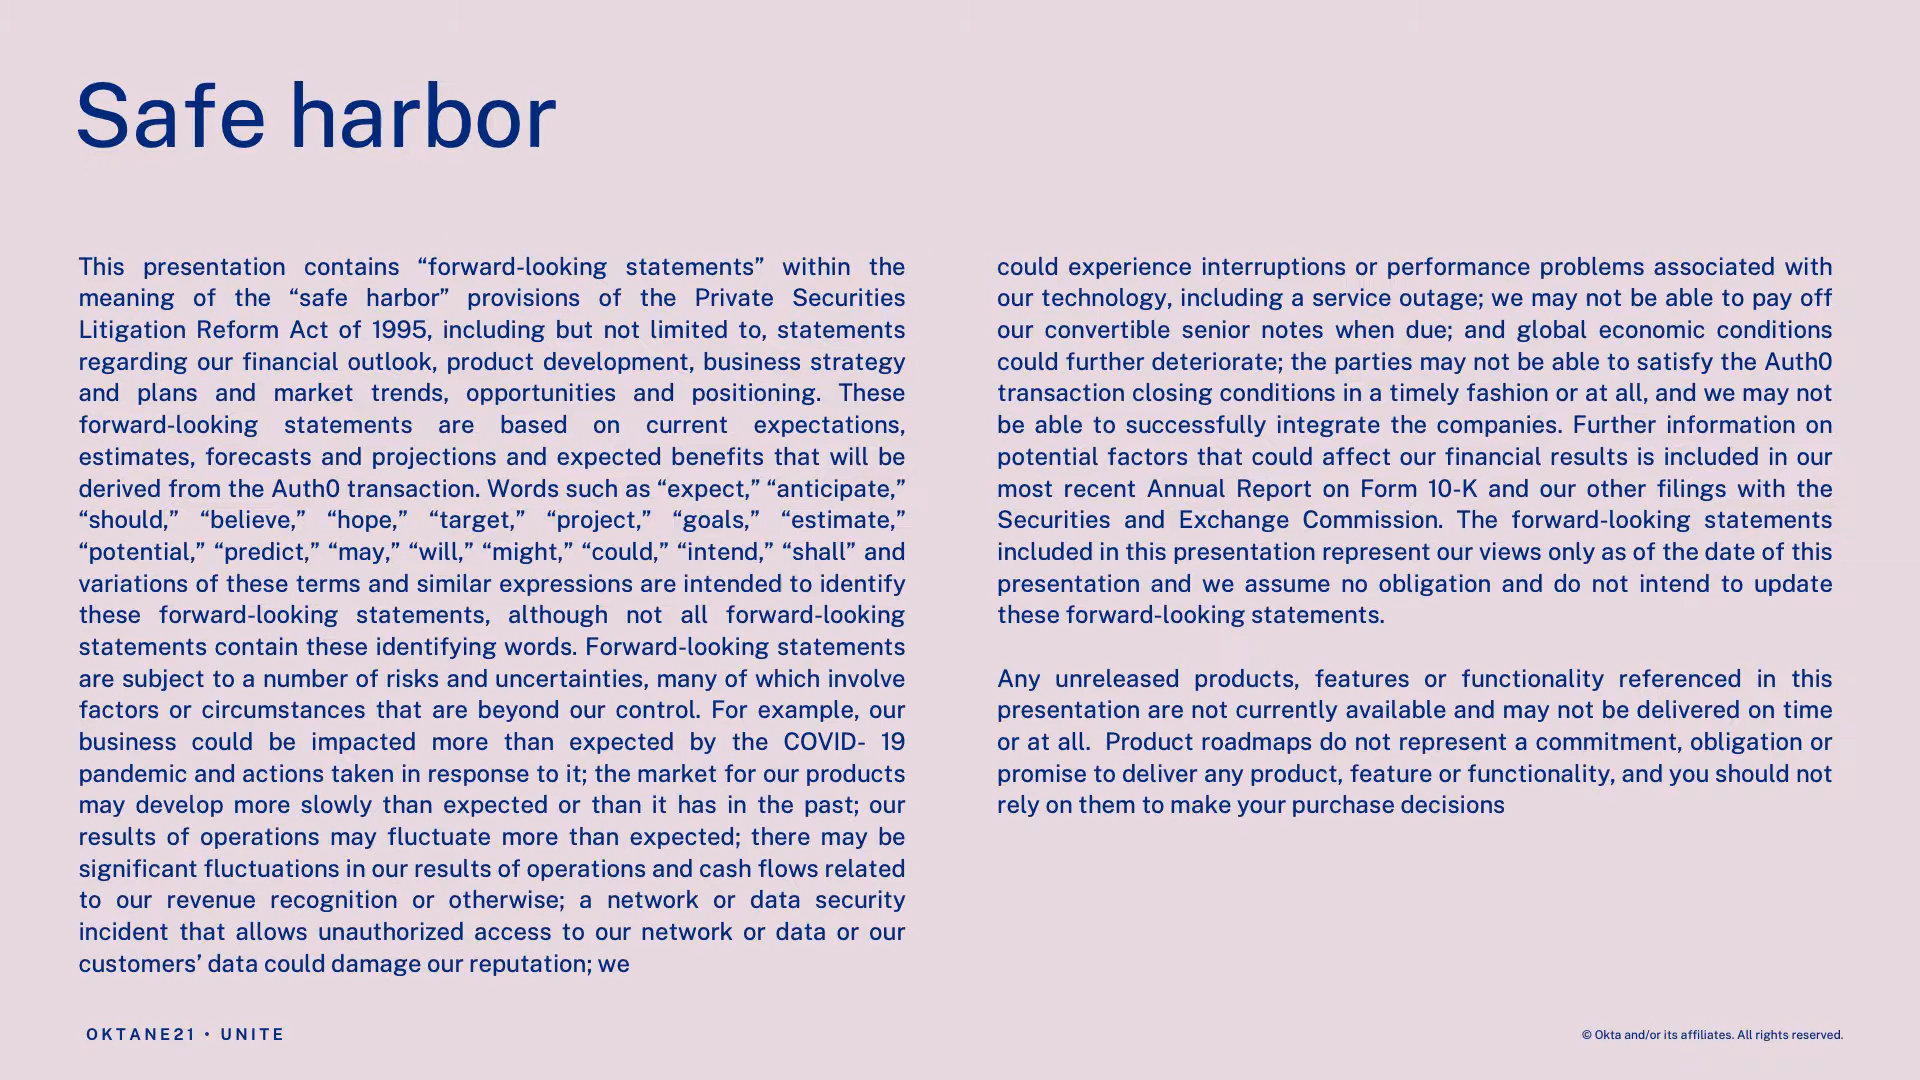 Safe harbor
This presentation contains “forward-looking statements” within the
meaning of the “safe harbor” provisions of the Private Securities
Litigation Reform Act of 1995, including but not limited to, statements
regarding our financial outlook, product development, business strategy
and plans and market trends, opportunities and positioning. These
forward-looking statements are based on current expectations,
estimates, forecasts and projections and expected benefits that will be
derived from the Auth0 transaction. Words such as “expect,” “anticipate,”
“should,” “believe,” “hope,” “target,” “project,” “goals,” “estimate,”
“potential,” “predict,” “may,” “will,” “might,” “could,” “intend,” “shall” and
variations of these terms and similar expressions are intended to identify
these forward-looking statements, although not all forward-looking
statements contain these identifying words. Forward-looking statements
are subject to a number of risks and uncertainties, many of which involve
factors or circumstances that are beyond our control. For example, our
business could be impacted more than expected by the COVID- 19
pandemic and actions taken in response to it; the market for our products
may develop more slowly than expected or than it has in the past; our
results of operations may fluctuate more than expected; there may be
significant fluctuations in our results of operations and cash flows related
to our revenue recognition or otherwise; a network or data security
incident that allows unauthorized access to our network or data or our
customers’ data could damage our reputation; we
could experience interruptions or performance problems associated with
our technology, including a service outage; we may not be able to pay off
our convertible senior notes when due; and global economic conditions
could further deteriorate; the parties may not be able to satisfy the Auth0
transaction closing conditions in a timely fashion or at all, and we may not
be able to successfully integrate the companies. Further information on
potential factors that could affect our financial results is included in our
most recent Annual Report on Form 10-K and our other filings with the
Securities and Exchange Commission. The forward-looking statements
included in this presentation represent our views only as of the date of this
presentation and we assume no obligation and do not intend to update
these forward-looking statements.
Any unreleased products, features or functionality referenced in this
presentation are not currently available and may not be delivered on time
or at all.  Product roadmaps do not represent a commitment, obligation or
promise to deliver any product, feature or functionality, and you should not
rely on them to make your purchase decisions
OKTANE21 • UNITE
© Okta and/or its affiliates. All rights reserved.